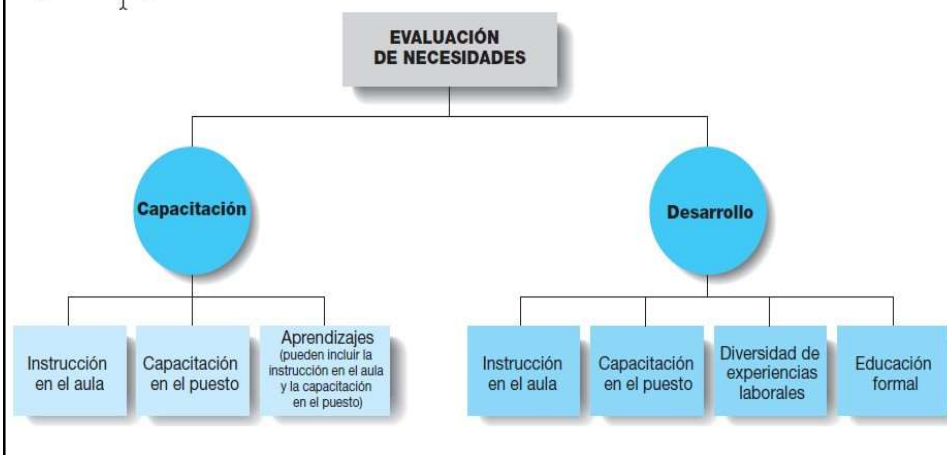 EVALUACIÓN
DE NECESIDADES
Capacitación
Desarrollo
Instrucción
en el aula
Capacitación
en el puesto
Aprendizajes
(pueden incluir la
instrucción en el aula
y la capacitación
en el puesto)
Instrucción
en el aula
Capacitación
en el puesto
Diversidad de
experiencias
laborales
Educación
formal